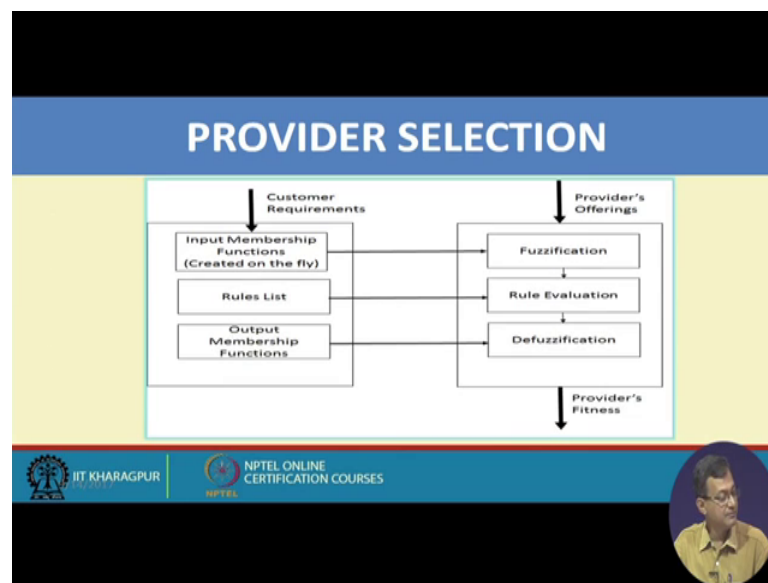 PROVIDER SELECTION
Customer
Requirements
Provider's
Offerings
Input Membership
Functions
(Created on the fly)
Fuzzification
Rules List
Rule Evaluation
Output
Membership
Functions
Defuzzification
Provider's
Fitness
IIT KHARAGPUR
NPTEL
NPTEL ONLINE
CERTIFICATION COURSES